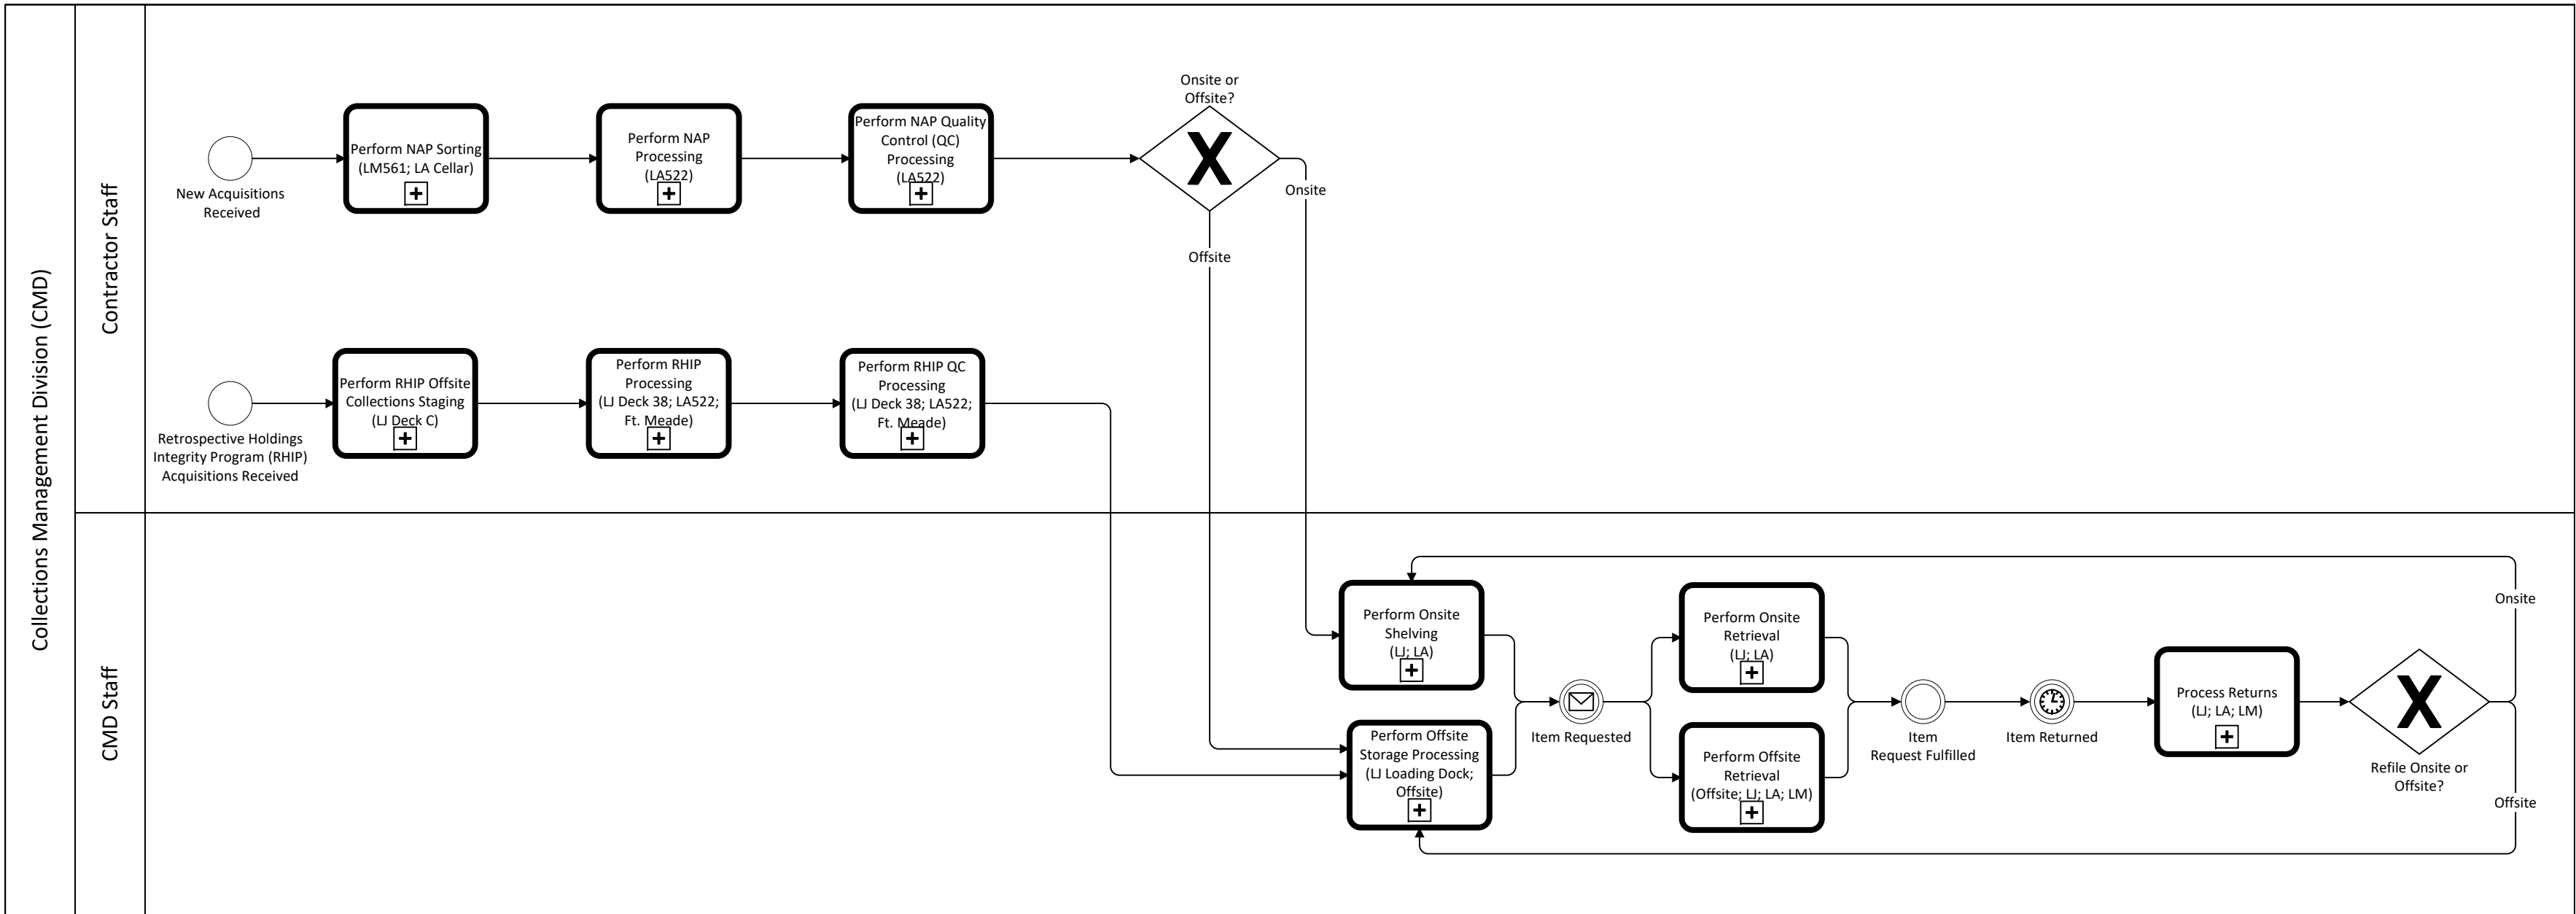 Collections Management Division (CMD)
Contractor Staff
New Acquisitions
Received
Perform NAP Sorting
(LM561; LA Cellar)
Perform NAP
Processing
(LA522)
Perform NAP Quality
Control (QC)
Processing
(LA522)
Onsite or
Offsite?
X
Onsite
Offsite
Retrospective Holdings
Integrity Program (RHIP)
Acquisitions Received
Perform RHIP Offsite
Collections Staging
(LJ Deck C)
Perform RHIP
Processing
(LJ Deck 38; LA522;
Ft. Meade)
Perform RHIP QC
Processing
(LJ Deck 38; LA522;
Ft. Meade)
CMD Staff
Perform Onsite
Shelving
(LJ; LA)
Perform Offsite
Storage Processing
(LJ Loading Dock;
Offsite)
Item Requested
Perform Onsite
Retrieval
(LJ; LA)
Perform Offsite
Retrieval
(Offsite; LJ; LA; LM)
Item
Request Fulfilled
Item Returned
Process Returns
(LJ; LA; LM)
X
Refile Onsite or
Offsite?
Onsite
Offsite